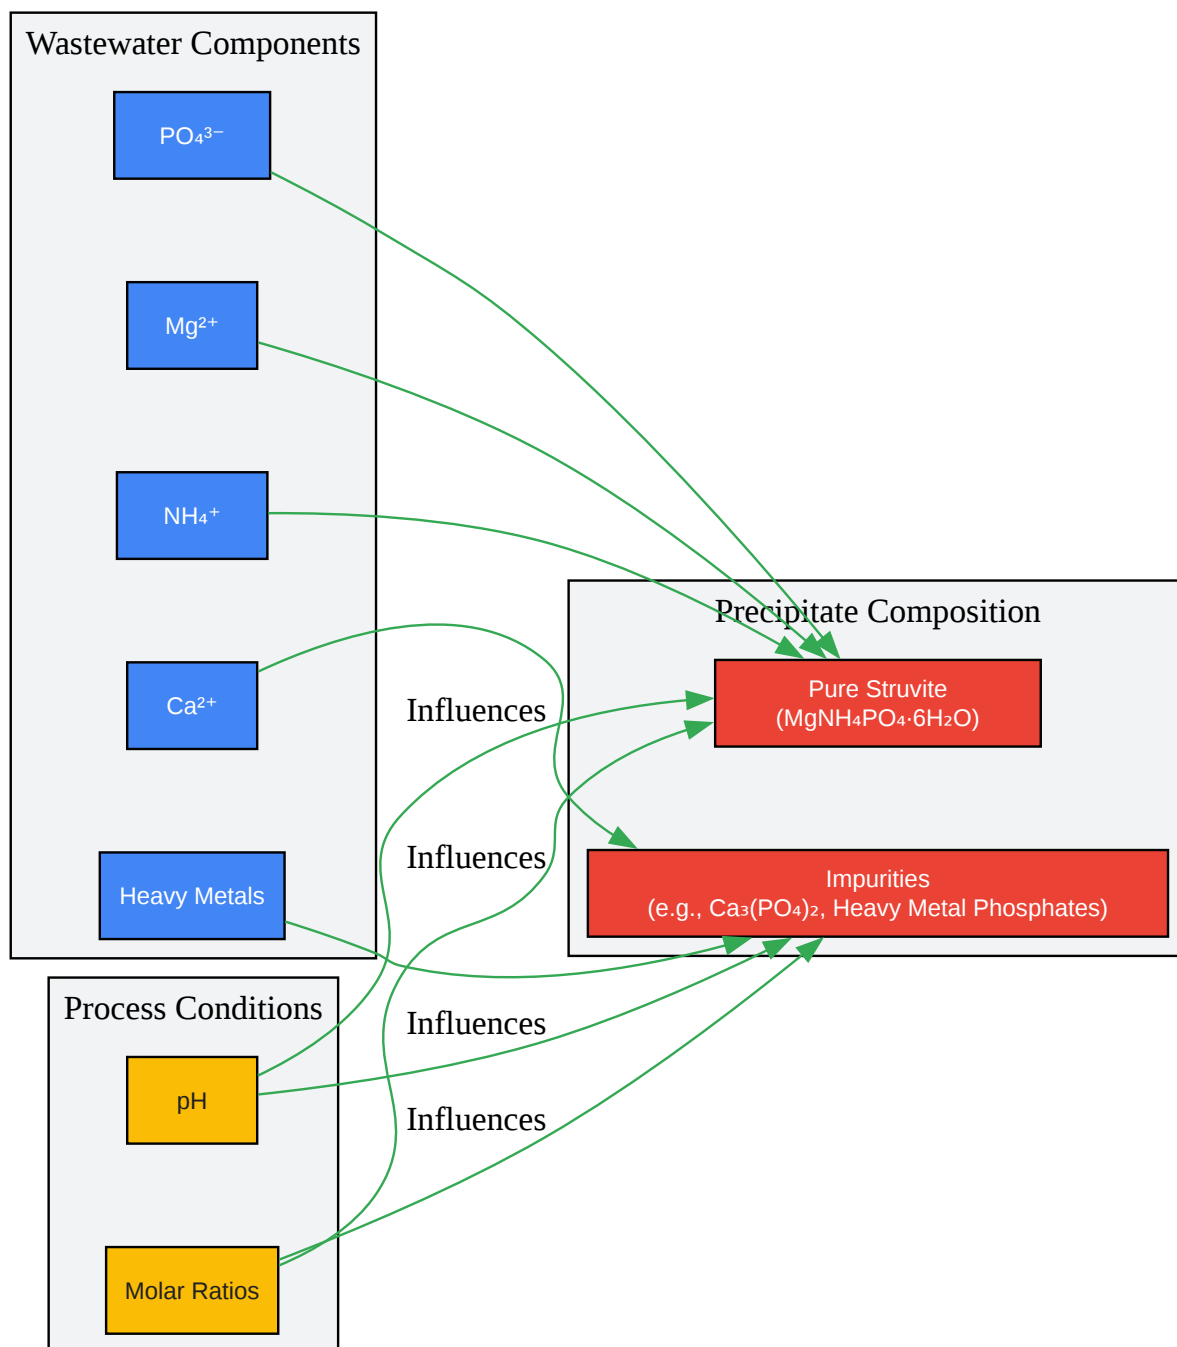 Wastewater Components
PO₄³⁻
Mg²⁺
NH₄⁺
Ca²⁺
Heavy Metals
Process Conditions
pH
Molar Ratios
Influences
Influences
Influences
Influences
Precipitate Composition
Pure Struvite
(MgNH₄PO₄·6H₂O)
Impurities
(e.g., Ca₃(PO₄)₂, Heavy Metal Phosphates)